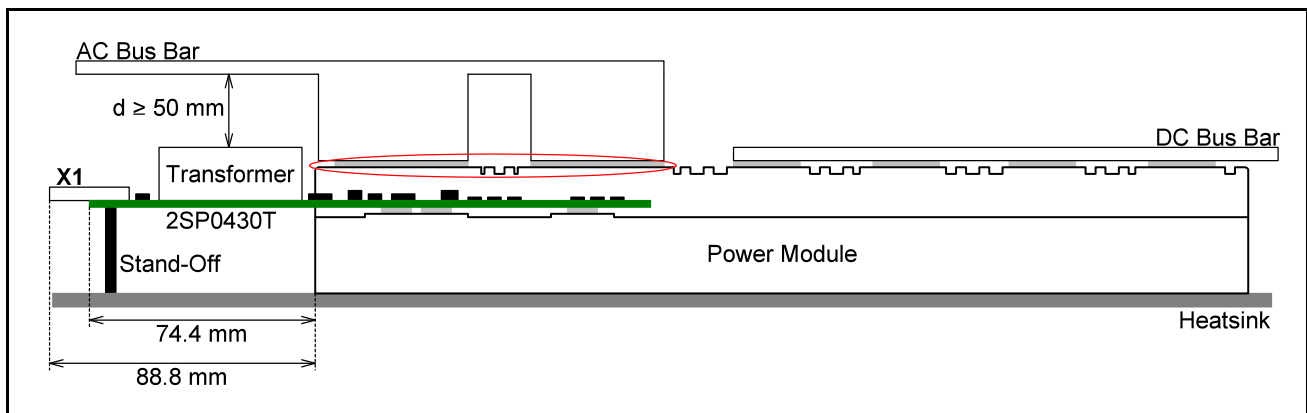 AC Bus Bar
d ≥ 50 mm
DC Bus Bar
Transformer
X1
2SP0430T
Stand-Off
Power Module
Heatsink
74.4 mm
88.8 mm